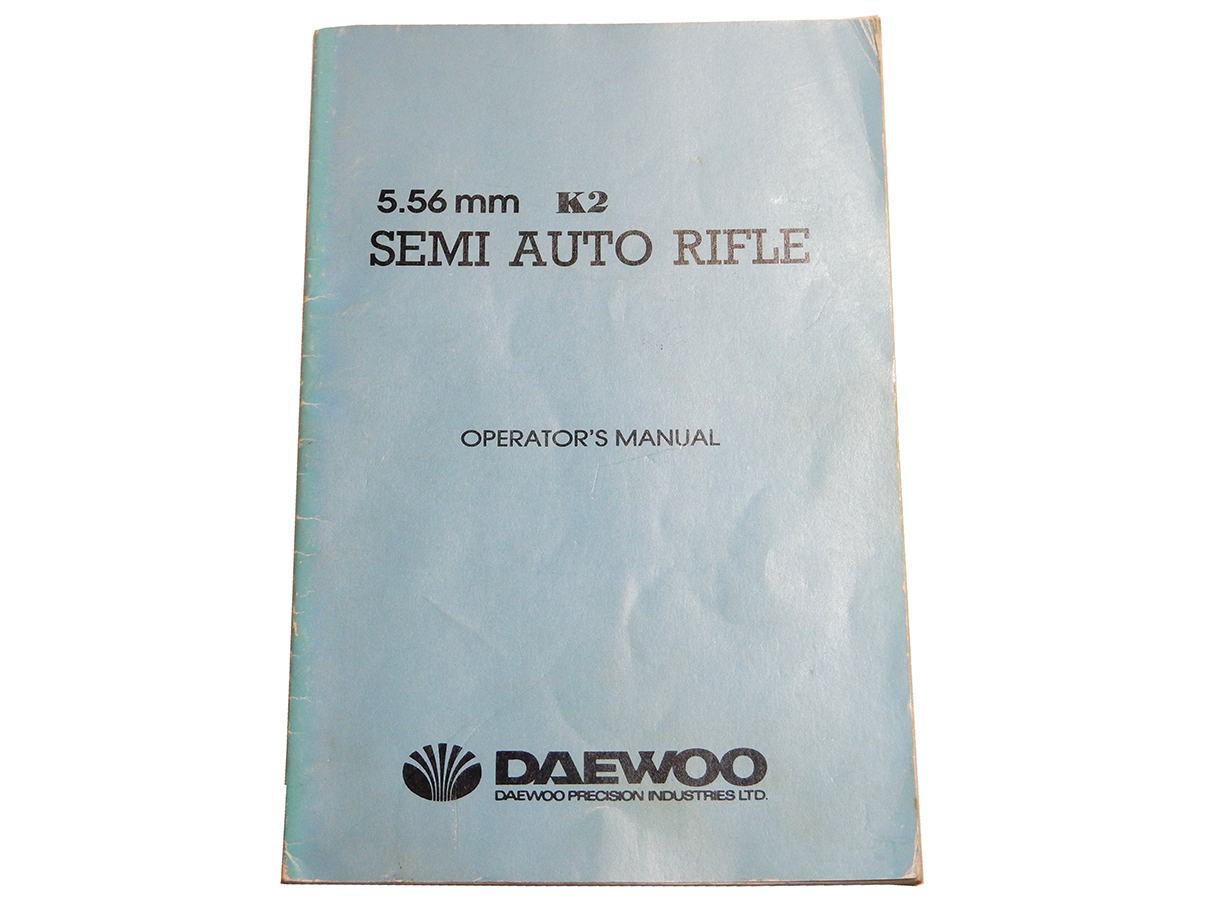 5.56 mm K2
SEMI AUTO RIFLE
OPERATOR'S MANUAL
DAEWOO
DAEWOO PRECISION INDUSTRIES LTD.